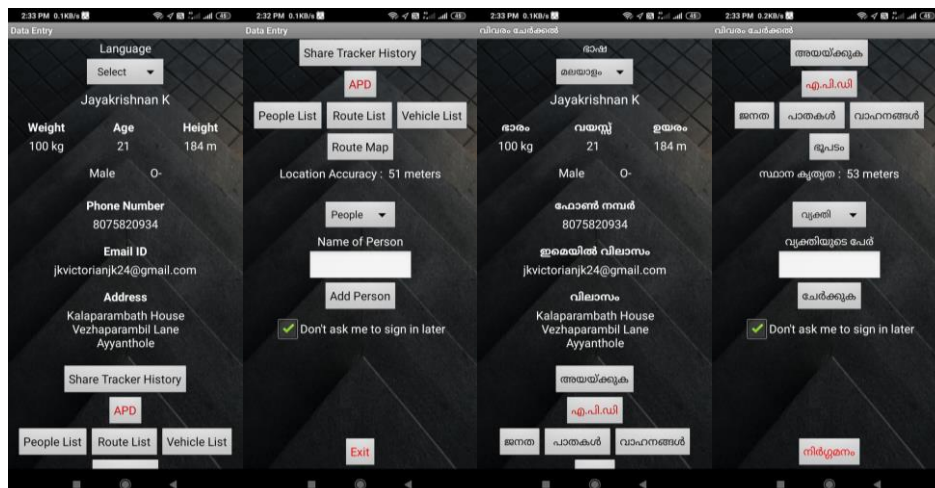 2:33 PM 0.1KB/s
Data Entry
Language
Select
Jayakrishnan K
Weight Age Height
100 kg 21 184 m
Male O-
Phone Number
8075820934
Email ID
jkvictorianjk24@gmail.com
Address
Kalaparambath House
Vezhaparambil Lane
Ayyanthole
Share Tracker History
APD
People List Route List Vehicle List
2:32 PM 0.1KB/s
Data Entry
Share Tracker History
APD
People List Route List Vehicle List
Route Map
Location Accuracy : 51 meters
People
Name of Person
Add Person
Don't ask me to sign in later
Exit
2:33 PM 0.1KB/s
വിവരം ചേർക്കൽ
ഭാഷ
മലയാളം
Jayakrishnan K
ഭാരം വയസ്സ് ഉയരം
100 kg 21 184 m
Male O-
ഫോൺ നമ്പർ
8075820934
ഇമെയിൽ വിലാസം
jkvictorianjk24@gmail.com
വിലാസം
Kalaparambath House
Vezhaparambil Lane
Ayyanthole
അയയ്ക്കുക
എ.പി.ഡി
ജനത പാതകൾ വാഹനങ്ങൾ
2:33 PM 0.2KB/s
വിവരം ചേർക്കൽ
അയയ്ക്കുക
എ.പി.ഡി
ജനത പാതകൾ വാഹനങ്ങൾ
ഭൂപടം
സ്ഥാന കൃത്യത : 53 meters
വ്യക്തി
വ്യക്തിയുടെ പേര്
ചേർക്കുക
Don't ask me to sign in later
നിർഗ്ഗമനം